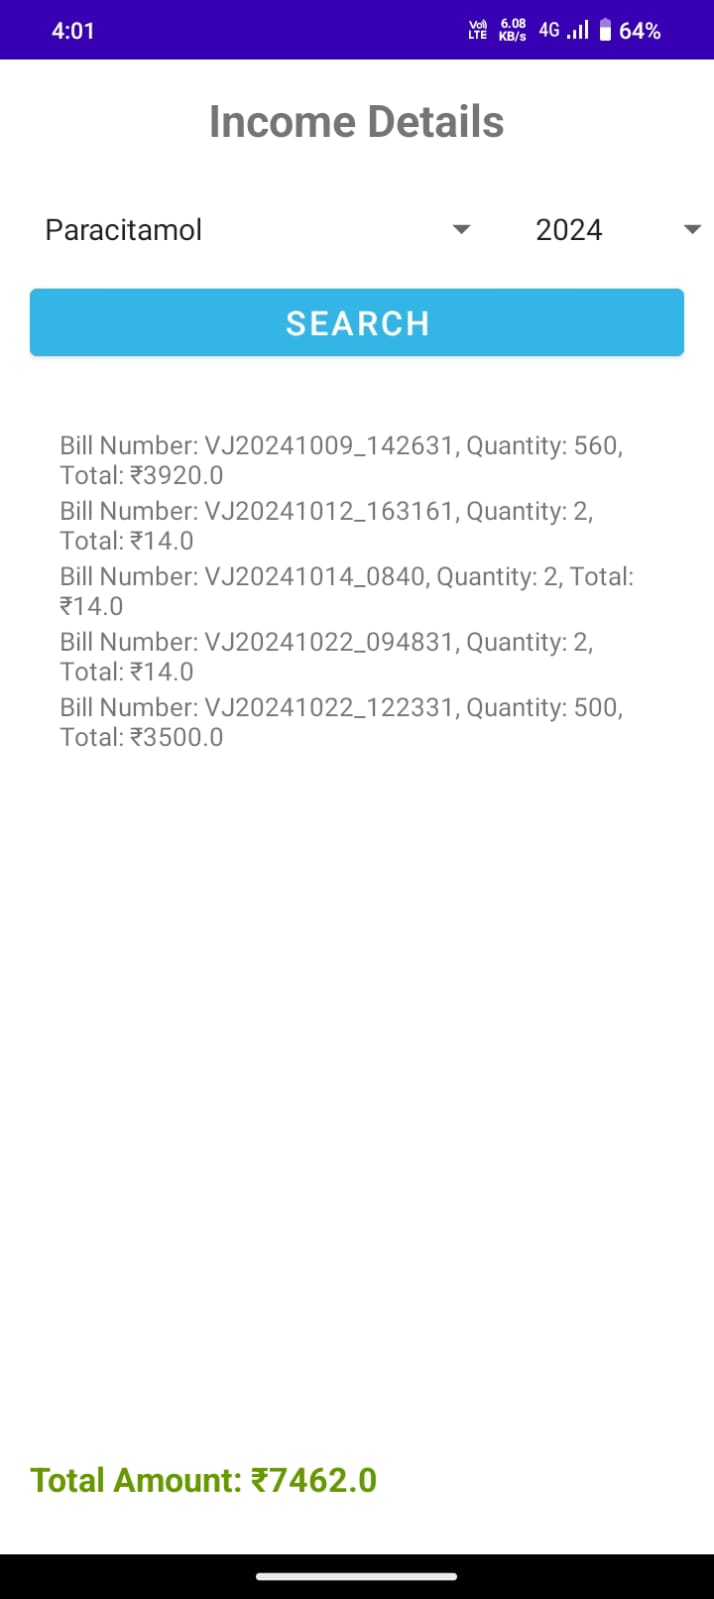 4:01
Vo)) LTE 6.08 KB/s 4G 64%
Income Details
Paracitamol 2024
SEARCH
Bill Number: VJ20241009_142631, Quantity: 560,
Total: ₹3920.0
Bill Number: VJ20241012_163161, Quantity: 2,
Total: ₹14.0
Bill Number: VJ20241014_0840, Quantity: 2, Total:
₹14.0
Bill Number: VJ20241022_094831, Quantity: 2,
Total: ₹14.0
Bill Number: VJ20241022_122331, Quantity: 500,
Total: ₹3500.0
Total Amount: ₹7462.0